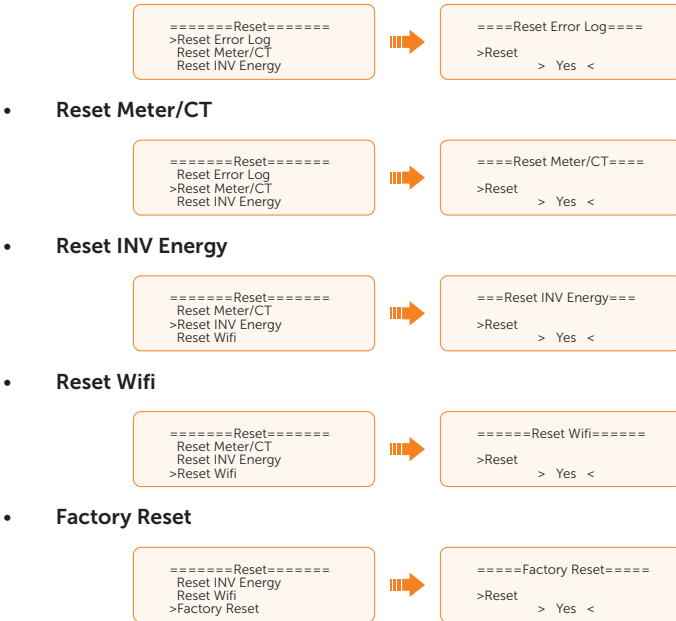 =======Reset=======
>Reset Error Log
Reset Meter/CT
Reset INV Energy
====Reset Error Log====
>Reset
> Yes <
• Reset Meter/CT
=======Reset=======
Reset Error Log
>Reset Meter/CT
Reset INV Energy
====Reset Meter/CT====
>Reset
> Yes <
• Reset INV Energy
=======Reset=======
Reset Meter/CT
>Reset INV Energy
Reset Wifi
===Reset INV Energy===
>Reset
> Yes <
• Reset Wifi
=======Reset=======
Reset Meter/CT
Reset INV Energy
>Reset Wifi
======Reset Wifi======
>Reset
> Yes <
• Factory Reset
=======Reset=======
Reset INV Energy
Reset Wifi
>Factory Reset
=====Factory Reset=====
>Reset
> Yes <